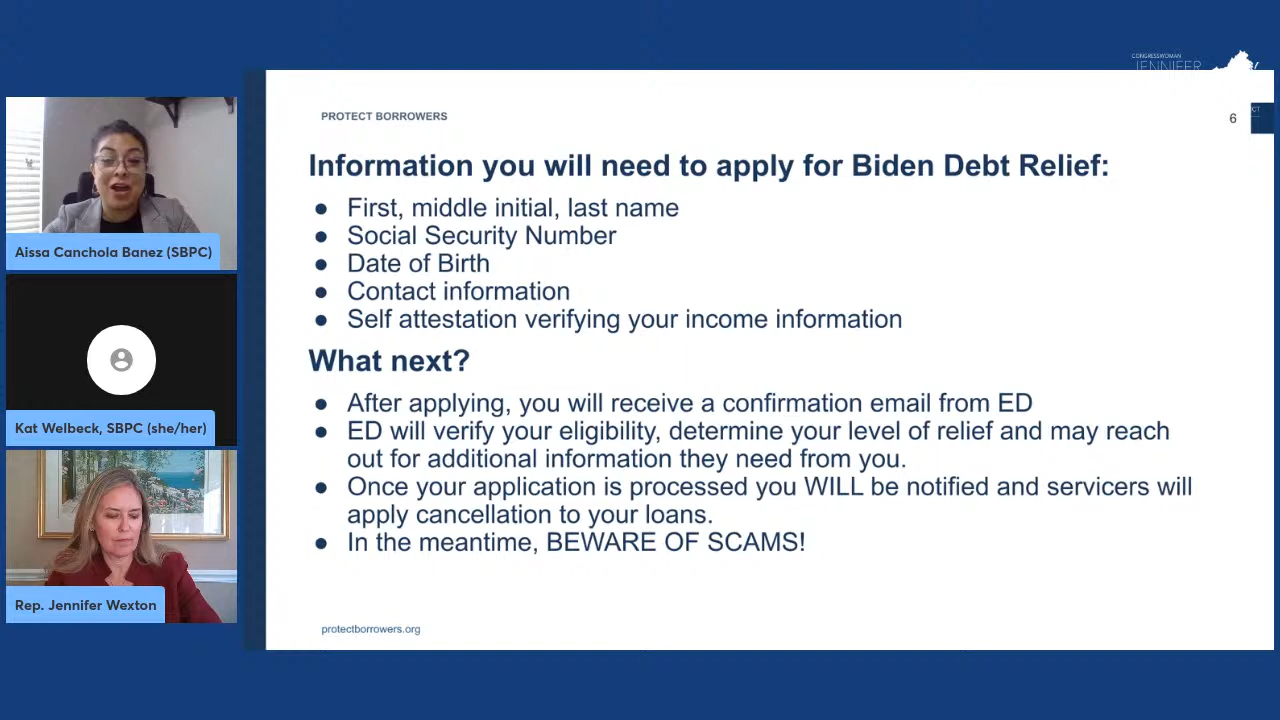 CONGRESSWOMAN
JENNIFER
PROTECT BORROWERS
6
CT
Information you will need to apply for Biden Debt Relief:
● First, middle initial, last name
● Social Security Number
● Date of Birth
● Contact information
● Self attestation verifying your income information
What next?
● After applying, you will receive a confirmation email from ED
● ED will verify your eligibility, determine your level of relief and may reach
out for additional information they need from you.
● Once your application is processed you WILL be notified and servicers will
apply cancellation to your loans.
● In the meantime, BEWARE OF SCAMS!
protectborrowers.org
Aissa Canchola Banez (SBPC)
Kat Welbeck, SBPC (she/her)
Rep. Jennifer Wexton